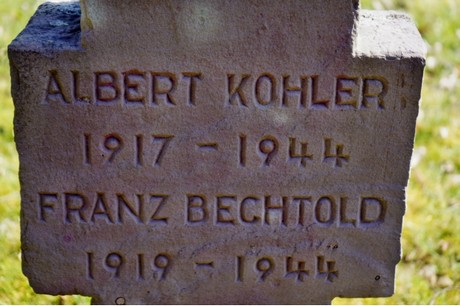 ALBERT KOHLER
1917 - 1944
FRANZ BECHTOLD
1919 - 1944